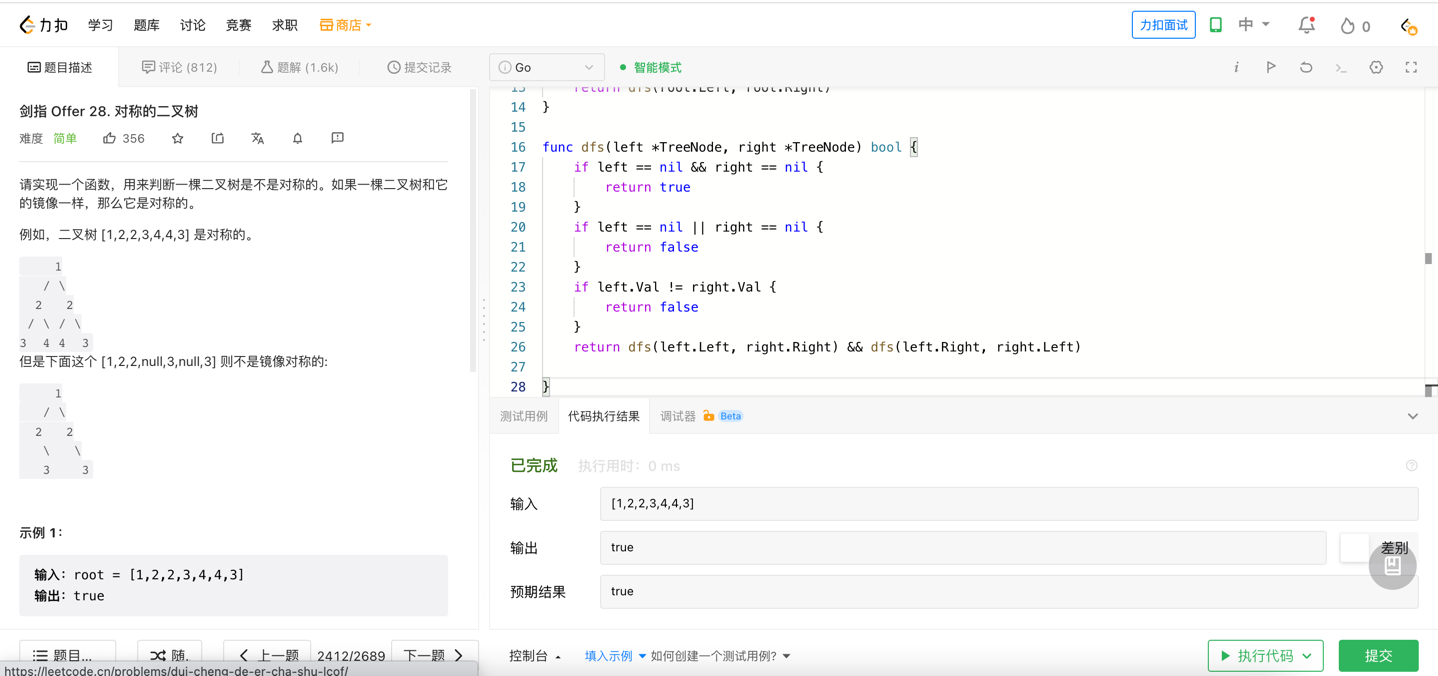 力扣 学习 题库 讨论 竞赛 求职 商店 力扣面试 中 0
题目描述 评论 (812) 题解 (1.6k) 提交记录
剑指 Offer 28. 对称的二叉树
难度 简单 356
请实现一个函数，用来判断一棵二叉树是不是对称的。如果一棵二叉树和它
的镜像一样，那么它是对称的。
例如，二叉树 [1,2,2,3,4,4,3] 是对称的。
1
/ \
2 2
/ \ / \
3 4 4 3
但是下面这个 [1,2,2,null,3,null,3] 则不是镜像对称的:
1
/ \
2 2
\ \
3 3
示例 1：
输入：root = [1,2,2,3,4,4,3]
输出：true
题目... 随. 上一题 2412/2689 下一题
https://leetcode.cn/problems/dui-cheng-de-er-cha-shu-lcof/
Go 智能模式
13 return dfs(root.Left, root.Right)
14 }
15
16 func dfs(left *TreeNode, right *TreeNode) bool {
17 if left == nil && right == nil {
18 return true
19 }
20 if left == nil || right == nil {
21 return false
22 }
23 if left.Val != right.Val {
24 return false
25 }
26 return dfs(left.Left, right.Right) && dfs(left.Right, right.Left)
27
28 }
测试用例 代码执行结果 调试器 Beta
已完成 执行用时：0 ms
输入 [1,2,2,3,4,4,3]
输出 true 差别
预期结果 true
控制台 填入示例 如何创建一个测试用例? 执行代码 提交